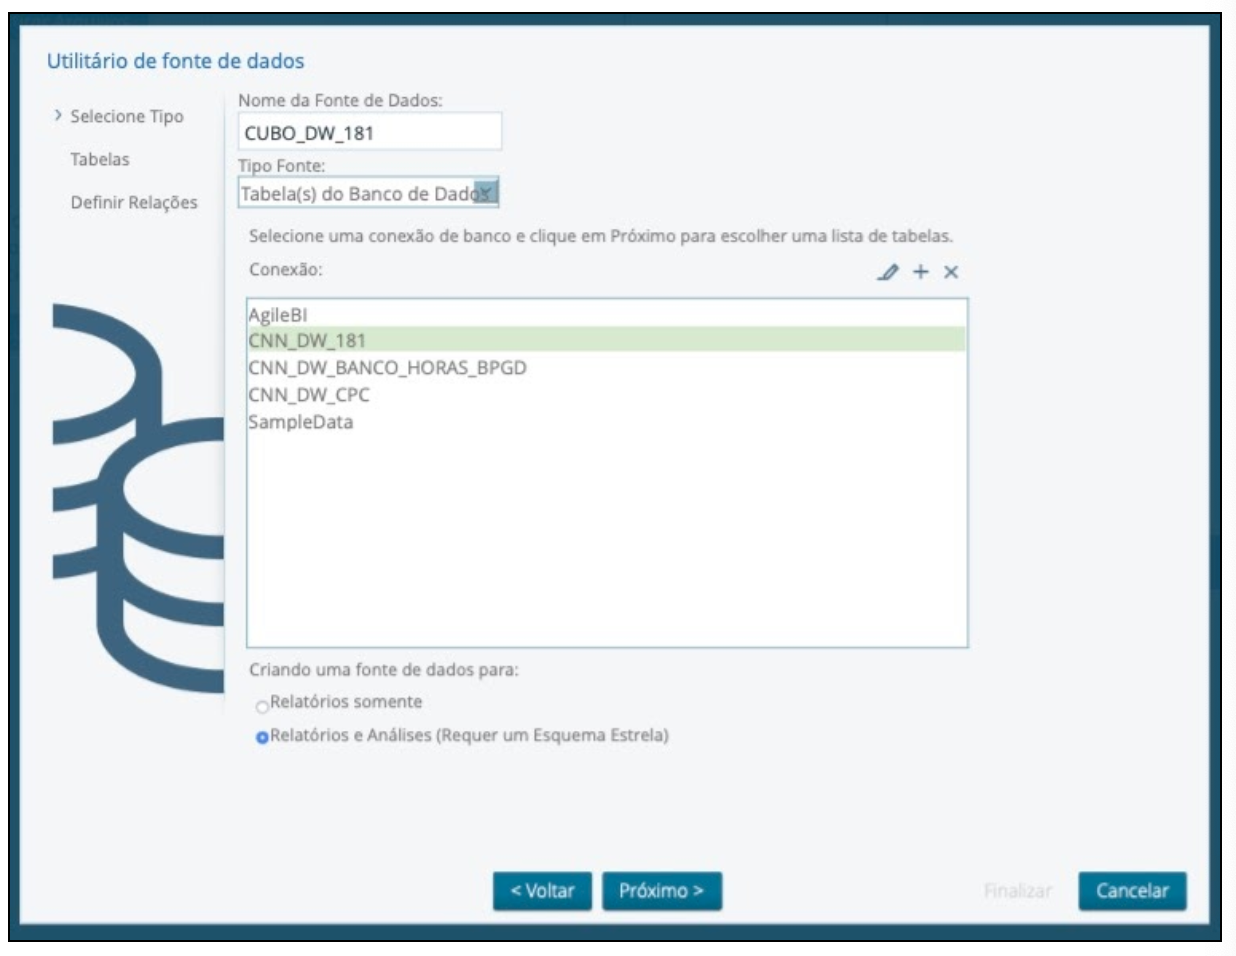 Utilitário de fonte de dados
> Selecione Tipo
Tabelas
Definir Relações
Nome da Fonte de Dados:
CUBO_DW_181
Tipo Fonte:
Tabela(s) do Banco de Dados
Selecione uma conexão de banco e clique em Próximo para escolher uma lista de tabelas.
Conexão:
AgileBI
CNN_DW_181
CNN_DW_BANCO_HORAS_BPGD
CNN_DW_CPC
SampleData
Criando uma fonte de dados para:
Relatórios somente
Relatórios e Análises (Requer um Esquema Estrela)
< Voltar
Próximo >
Finalizar
Cancelar